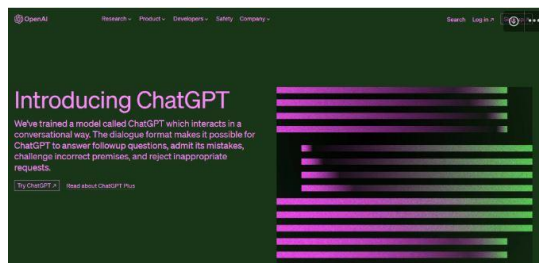 OpenAI Research Product Developers Safety Company Search Log in ↗
Introducing ChatGPT
We've trained a model called ChatGPT which interacts in a
conversational way. The dialogue format makes it possible for
ChatGPT to answer followup questions, admit its mistakes,
challenge incorrect premises, and reject inappropriate
requests.
Try ChatGPT ↗ Read about ChatGPT Plus